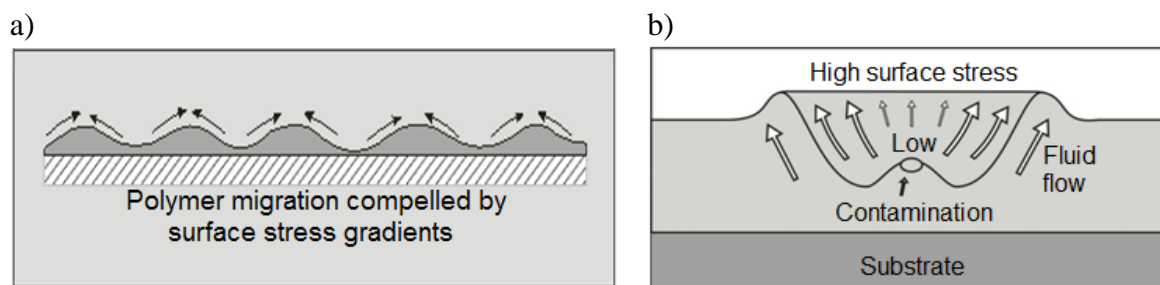 a)
Polymer migration compelled by
surface stress gradients
b)
High surface stress
Low
Fluid
flow
Contamination
Substrate